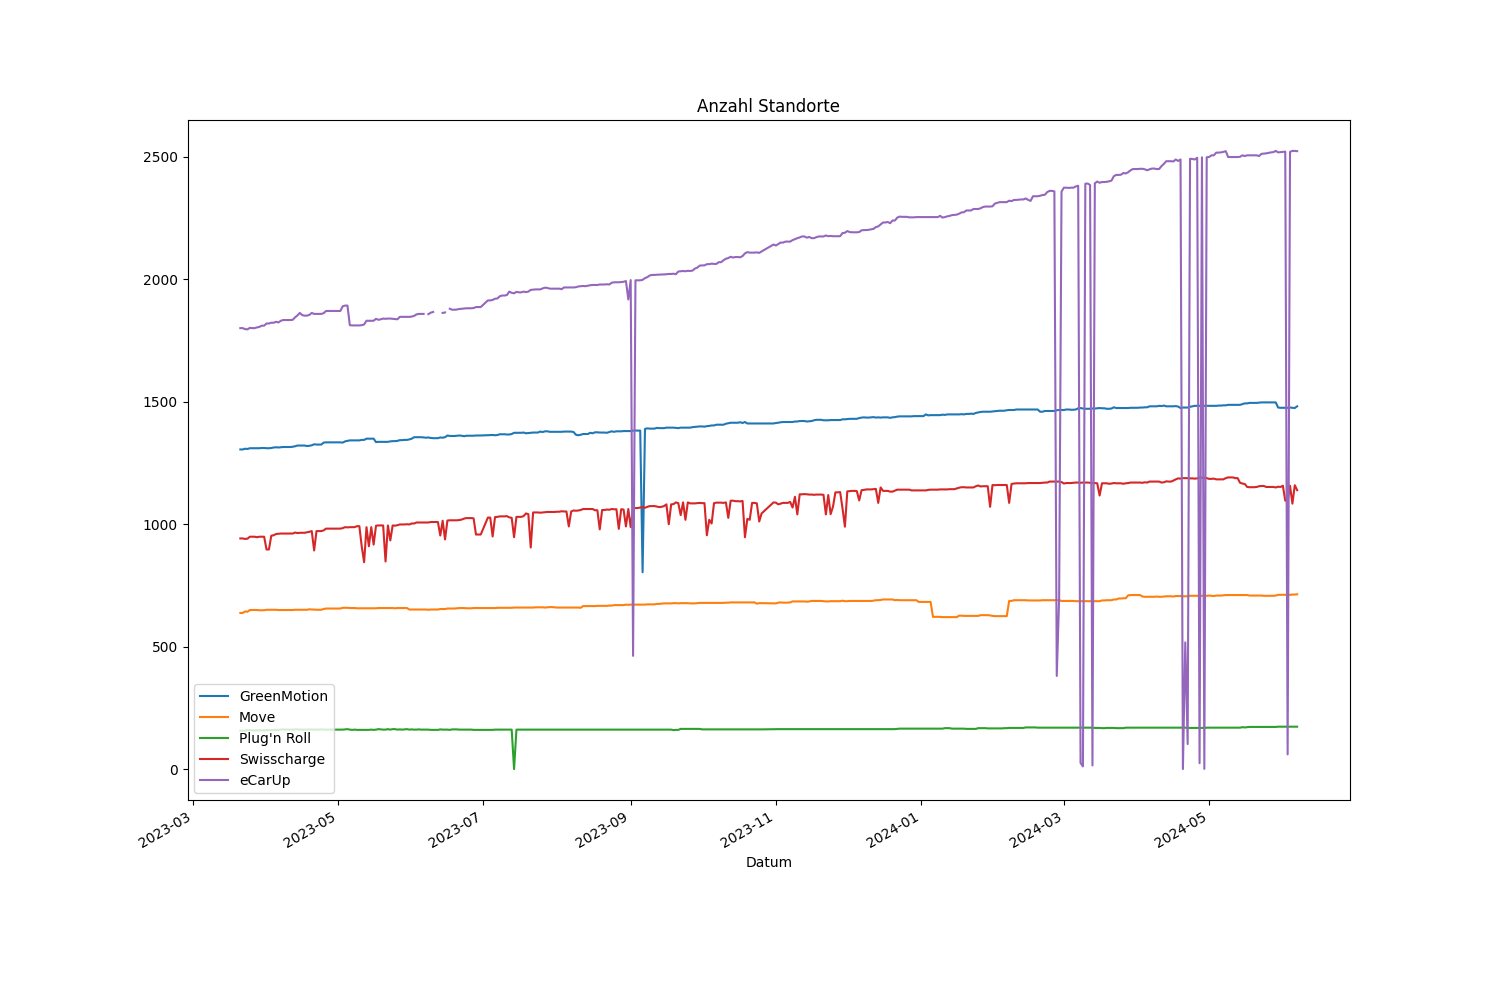 Anzahl Standorte
2500
2000
1500
1000
500
0
GreenMotion
Move
Plug'n Roll
Swisscharge
eCarUp
2023-03
2023-05
2023-07
2023-09
2023-11
2024-01
2024-03
2024-05
Datum